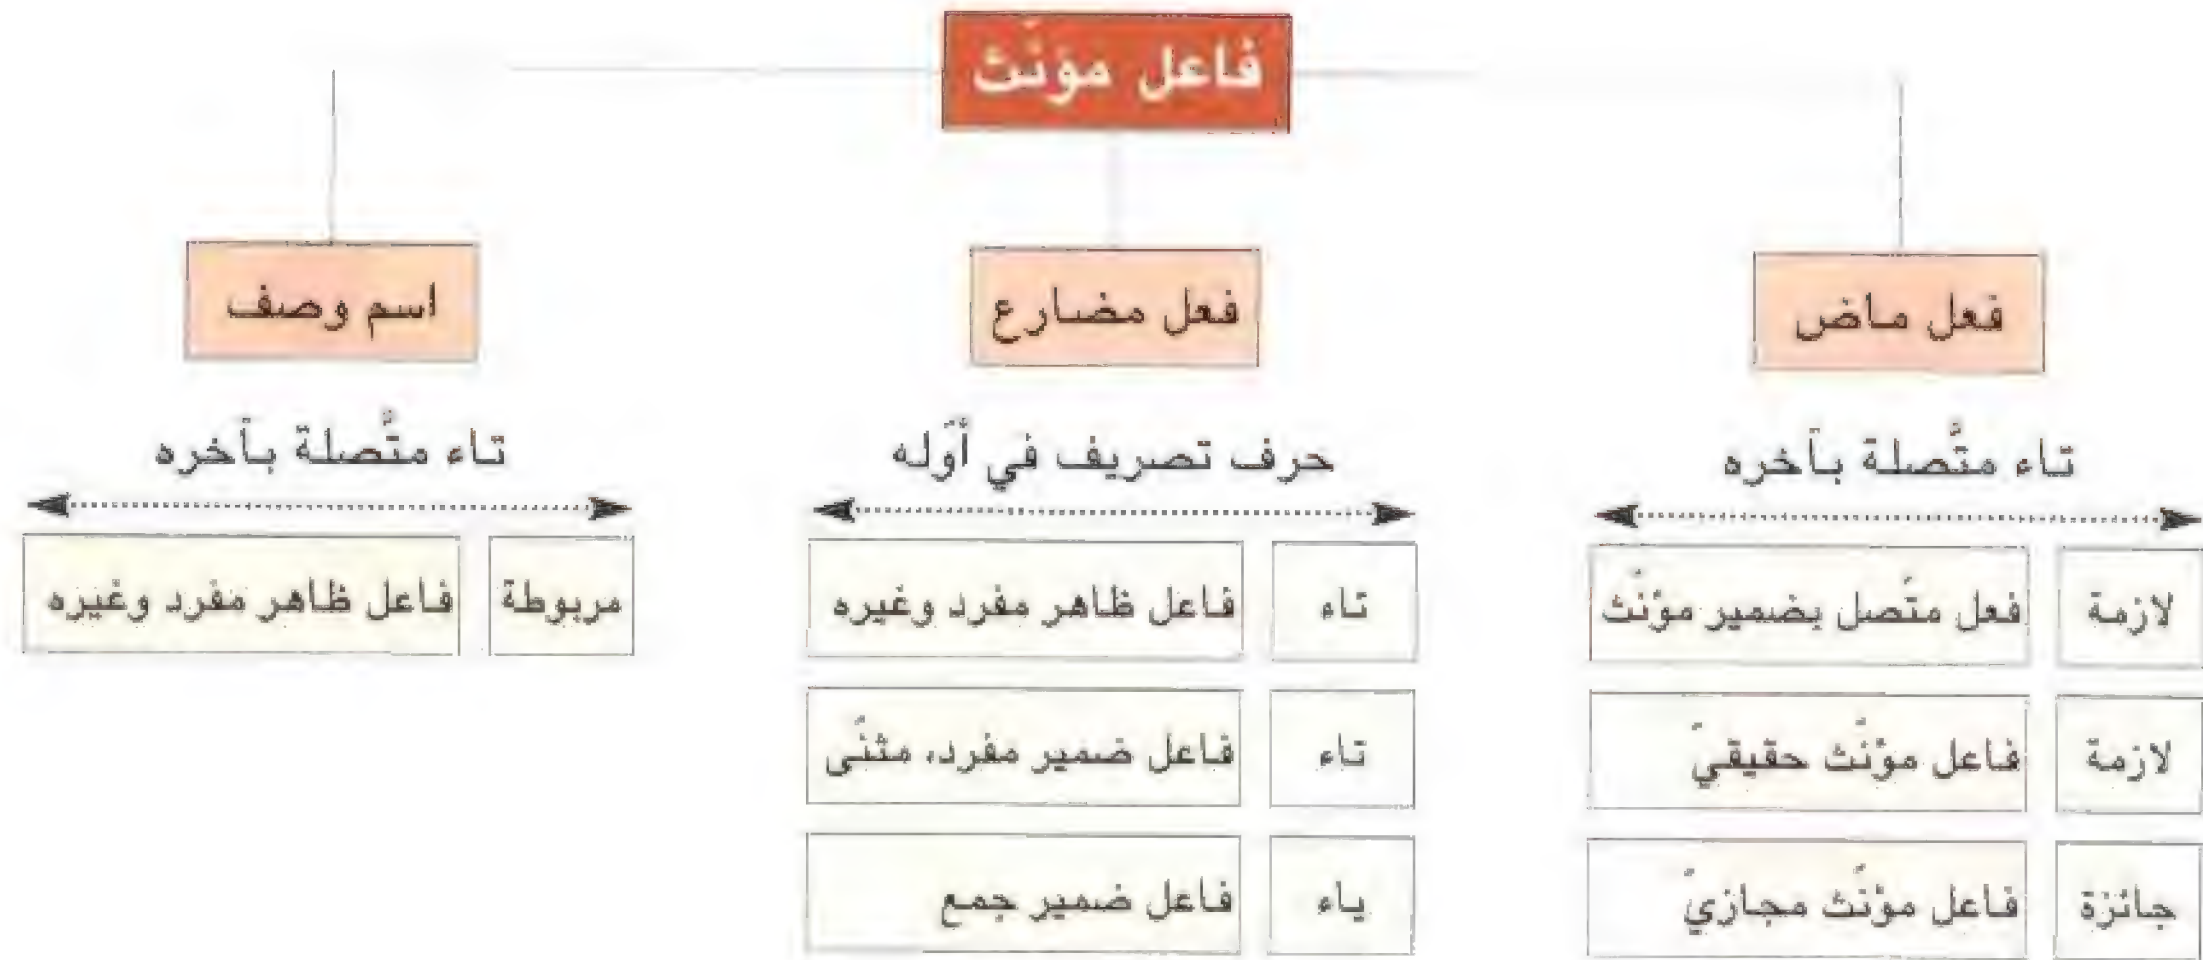 فاعل مؤنّث
فعل ماض
تاء متّصلة بآخره
لازمة فعل متّصل بضمير مؤنّث
لازمة فاعل مؤنّث حقيقيّ
جائزة فاعل مؤنّث مجازيّ
فعل مضارع
حرف تصريف في أوّله
تاء فاعل ظاهر مفرد وغيره
تاء فاعل ضمير مفرد، مثنّى
ياء فاعل ضمير جمع
اسم وصف
تاء متّصلة بآخره
مربوطة فاعل ظاهر مفرد وغيره